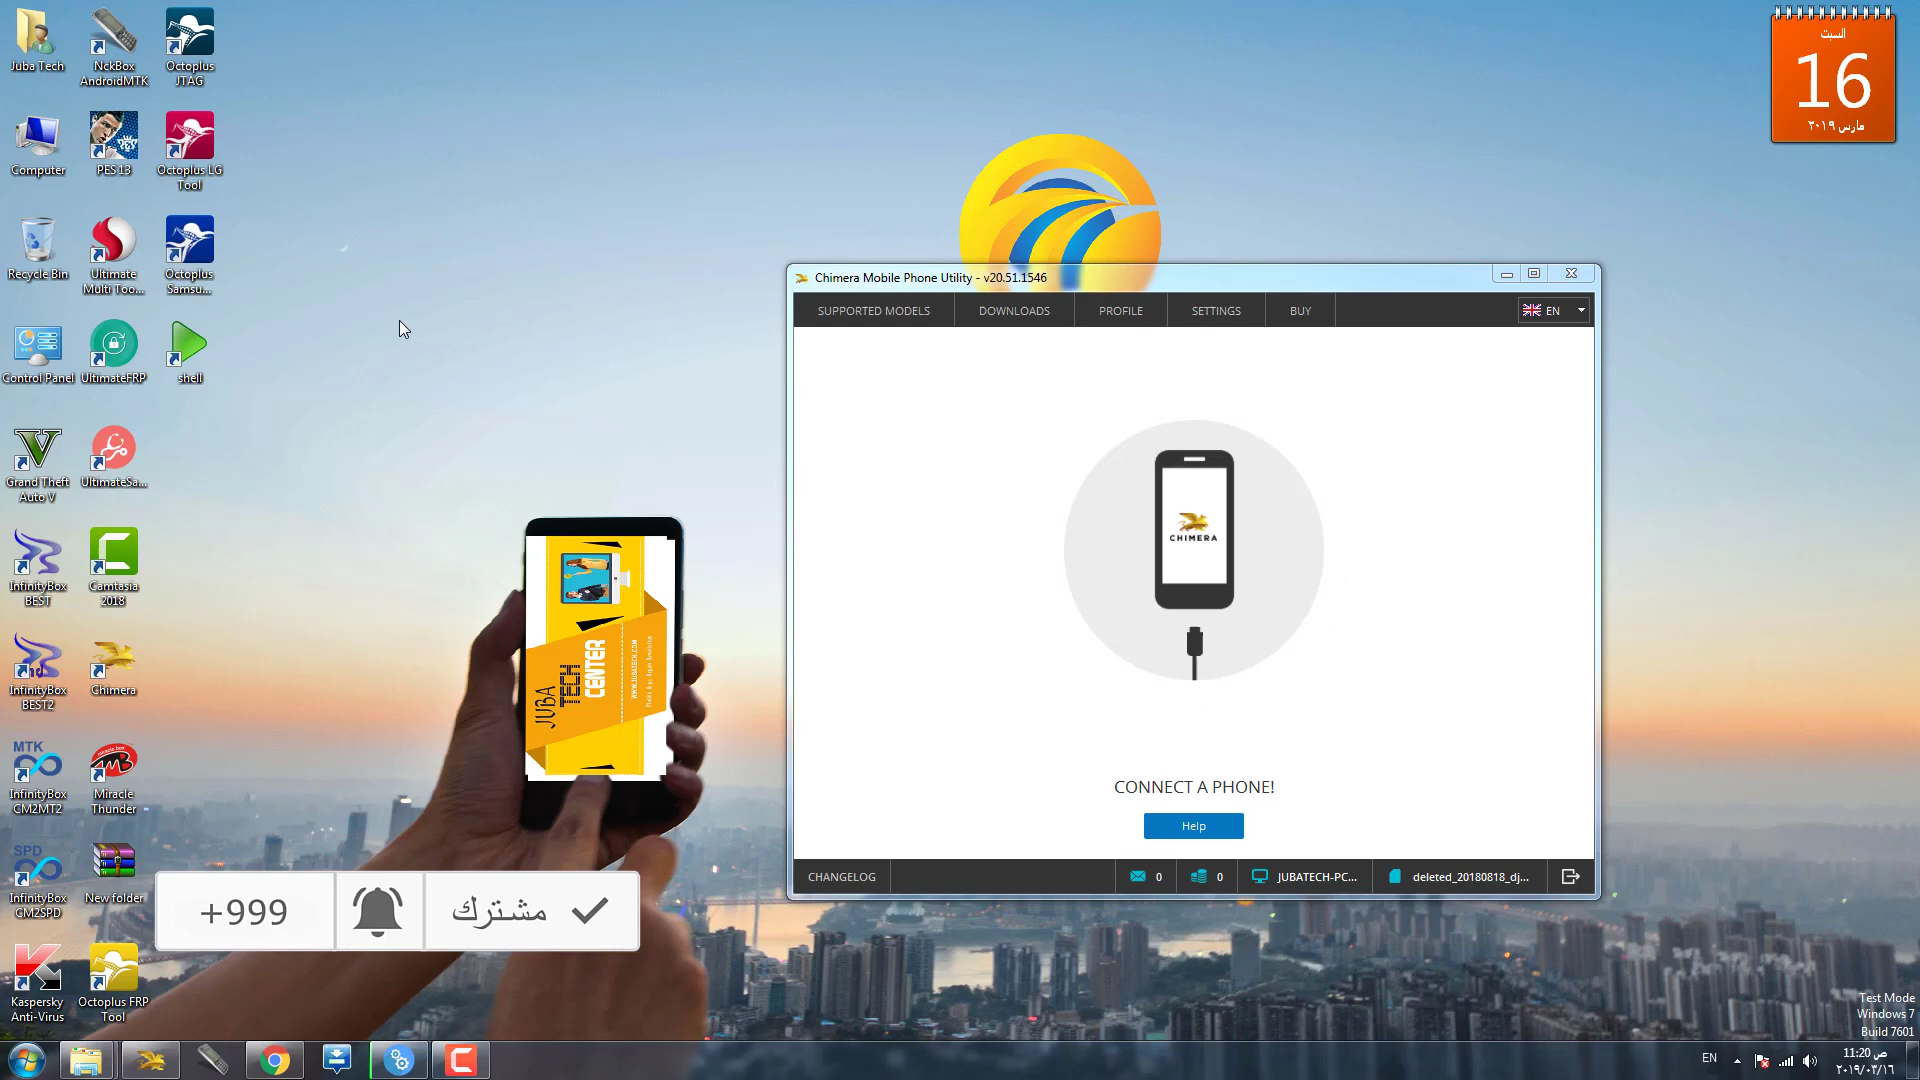 Juba Tech
NckBox
AndroidMTK
Octoplus
JTAG
Computer
PES 13
Octoplus LG
Tool
Recycle Bin
Ultimate
Multi Too...
Octoplus
Samsu...
Control Panel
UltimateFRP
shell
Grand Theft
Auto V
UltimateSa...
InfinityBox
BEST
Camtasia
2018
InfinityBox
BEST2
Chimera
MTK
InfinityBox
CM2MT2
Miracle
Thunder
SPD
InfinityBox
CM2SPD
New folder
Kaspersky
Anti-Virus
Octoplus FRP
Tool
السبت
16
مارس ٢٠١٩
Chimera Mobile Phone Utility - v20.51.1546
SUPPORTED MODELS
DOWNLOADS
PROFILE
SETTINGS
BUY
EN
CHIMERA
CONNECT A PHONE!
Help
CHANGELOG
0
0
JUBATECH-PC...
deleted_20180818_dj...
JUBA
TECH
CENTER
WWW.JUBATECH.COM
+999
مشترك
Test Mode
Windows 7
Build 7601
EN
11:20 ص
٢٠١٩/٠٣/١٦